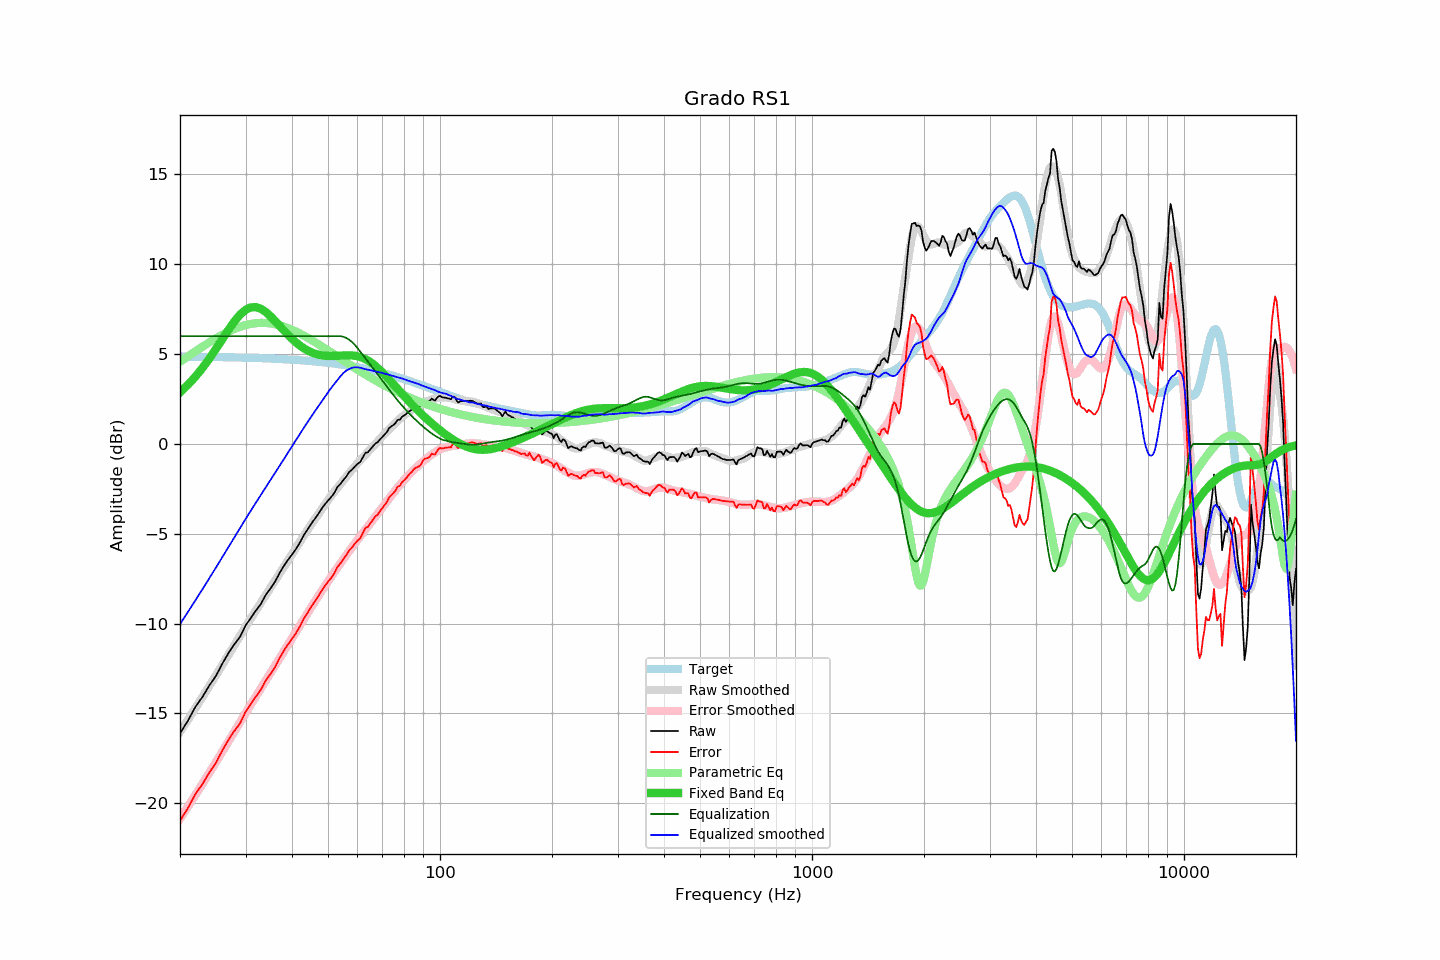 Grado RS1
Amplitude (dBr)
15
10
5
0
−5
−10
−15
−20
Target
Raw Smoothed
Error Smoothed
Raw
Error
Parametric Eq
Fixed Band Eq
Equalization
Equalized smoothed
100
1000
10000
Frequency (Hz)